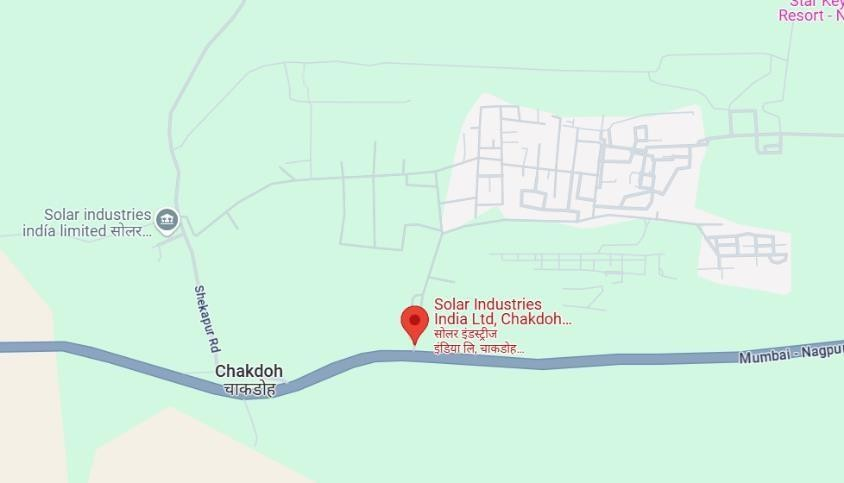 Star Key
Resort - N
Solar industries
india limited सोलर...
Solar Industries
India Ltd, Chakdoh...
सोलर इंडस्ट्रीज
इंडिया लि, चाकडोह...
Shekapur Rd
Mumbai - Nagpur
Chakdoh
चाकडोह